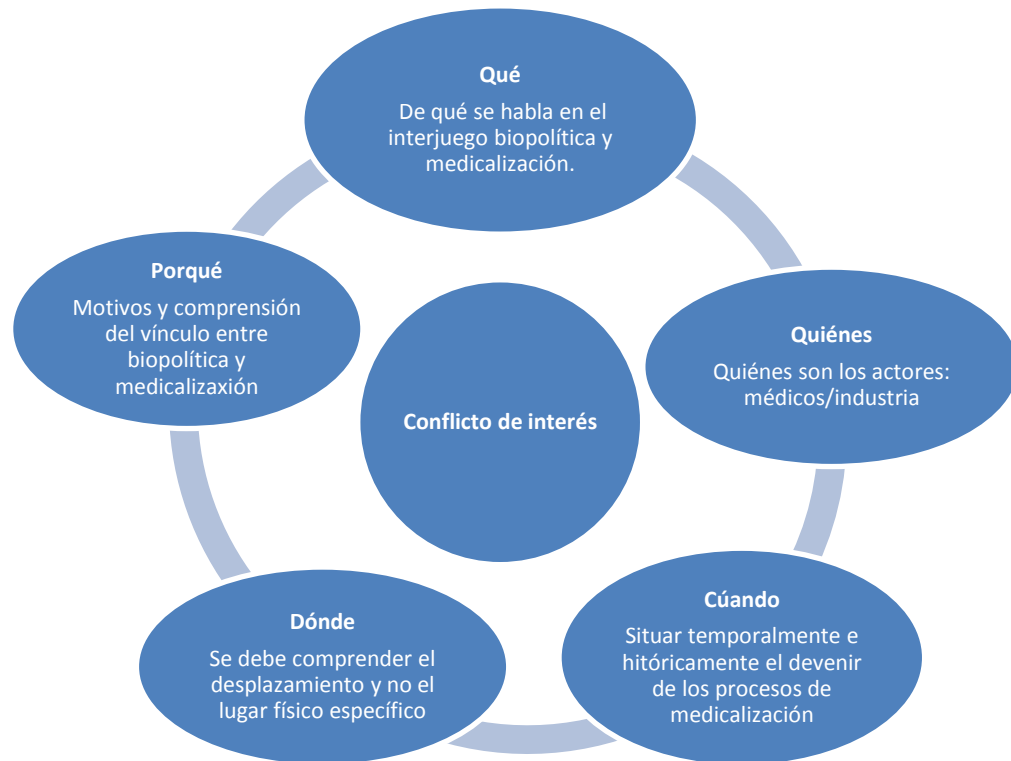 Qué
De qué se habla en el
interjuego biopolítica y
medicalización.
Quiénes
Quiénes son los actores:
médicos/industria
Cúando
Situar temporalmente e
hitóricamente el devenir
de los procesos de
medicalización
Dónde
Se debe comprender el
desplazamiento y no el
lugar físico específico
Porqué
Motivos y comprensión
del vínculo entre
biopolítica y
medicalizaxión
Conflicto de interés